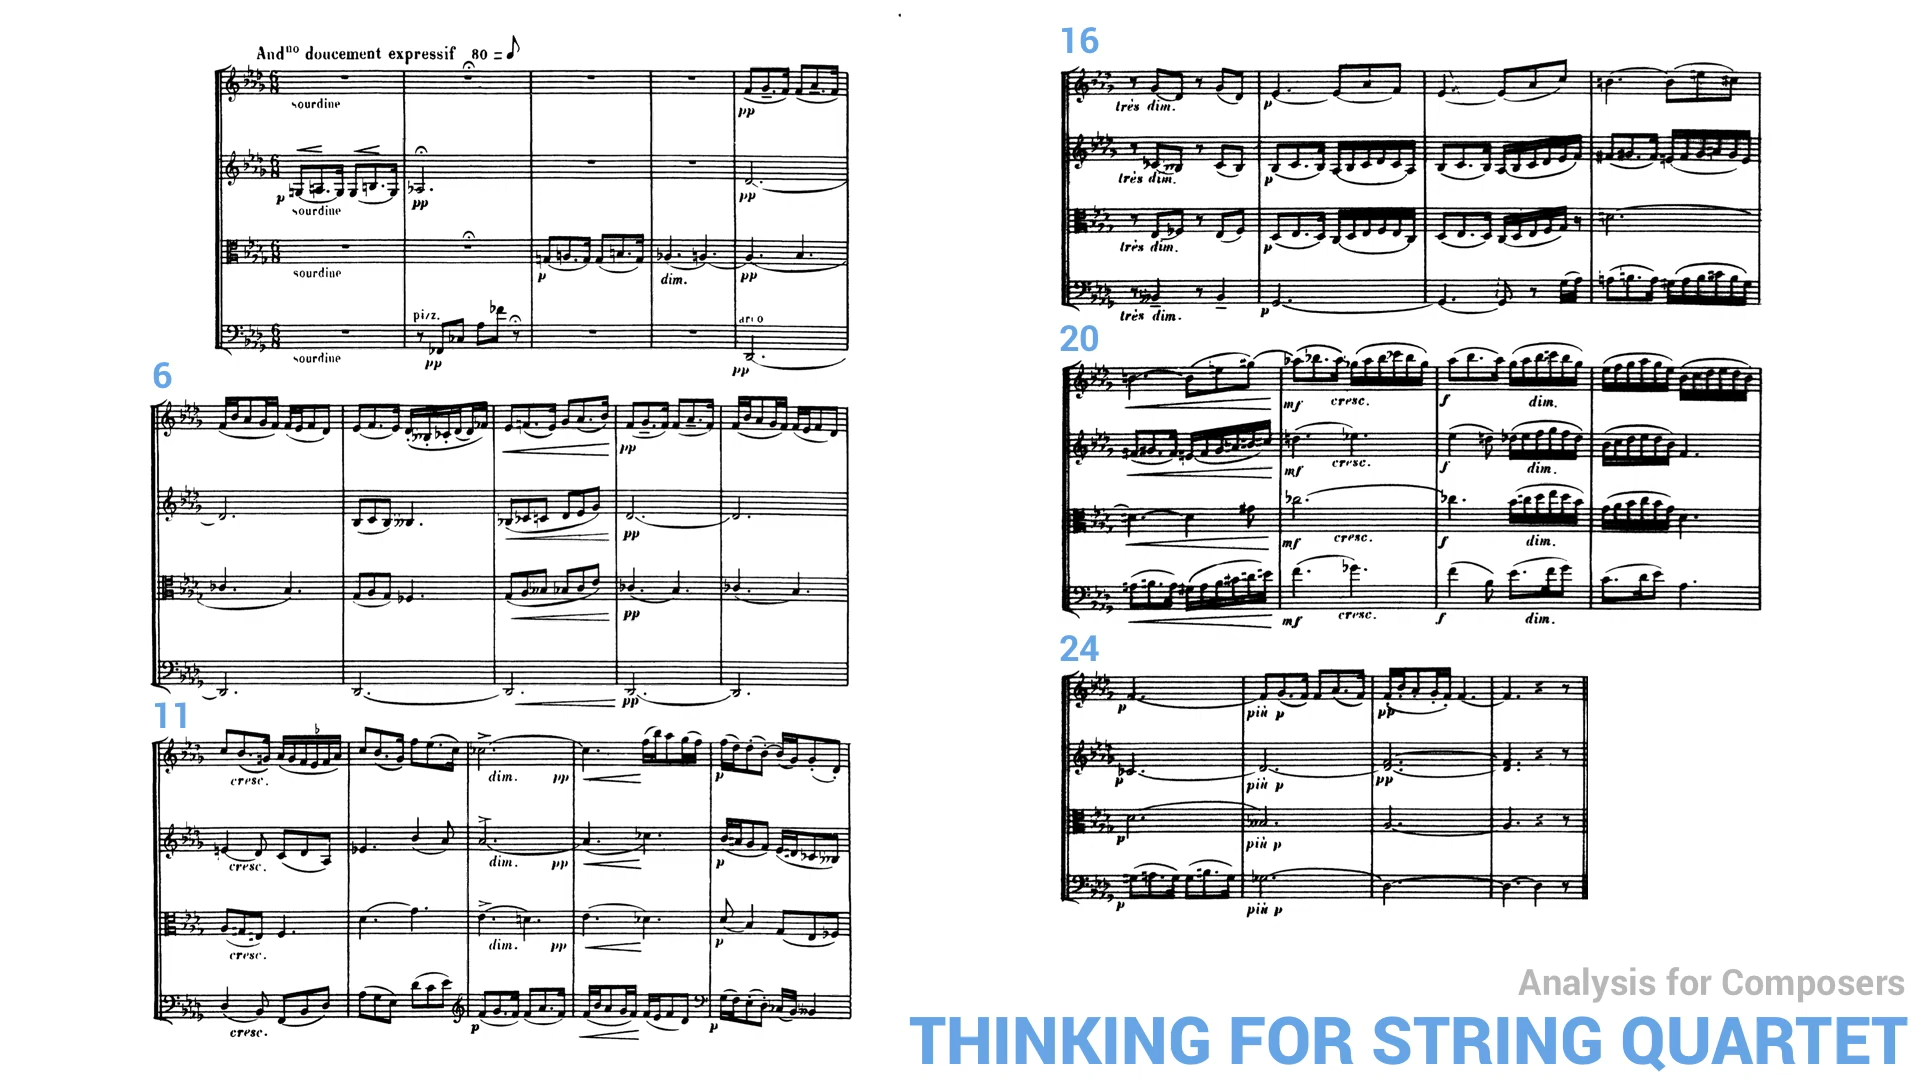 And^no doucement expressif 80 =
sourdine
p
sourdine
pp
sourdine
p
dim.
pp
pp
pp
sourdine
pizz.
pp
arco
pp
6
pp
pp
pp
pp
11
cresc.
dim.
pp
p
cresc.
dim.
pp
p
cresc.
dim.
pp
p
cresc.
p
p
16
très dim.
p
très dim.
p
très dim.
p
très dim.
p
20
mf
cresc.
f
dim.
mf
cresc.
f
dim.
mf
cresc.
f
dim.
mf
cresc.
f
dim.
24
p
più p
pp
p
più p
pp
p
più p
p
più p
Analysis for Composers
THINKING FOR STRING QUARTET